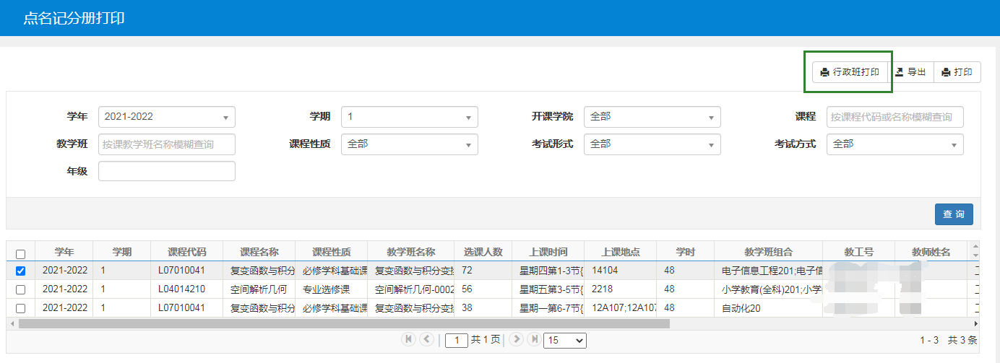 点名记分册打印
行政班打印 导出 打印
学年 2021-2022 学期 1 开课学院 全部 课程 按课程代码或名称模糊查询
教学班 按课教学班名称模糊查询 课程性质 全部 考试形式 全部 考试方式 全部
年级
查 询
学年 学期 课程代码 课程名称 课程性质 教学班名称 选课人数 上课时间 上课地点 学时 教学班组合 教工号 教师姓名
2021-2022 1 L07010041 复变函数与积分 必修学科基础课 复变函数与积分变换 72 星期四第1-3节{ 14104 48 电子信息工程201;电子信
2021-2022 1 L04014210 空间解析几何 专业选修课 空间解析几何-0002 56 星期五第3-5节{ 2218 48 小学教育(全科)201;小学
2021-2022 1 L07010041 复变函数与积分 必修学科基础课 复变函数与积分变换 38 星期一第6-7节{ 12A107;12A107 48 自动化20
1 共 1 页 15 1 - 3 共 3 条